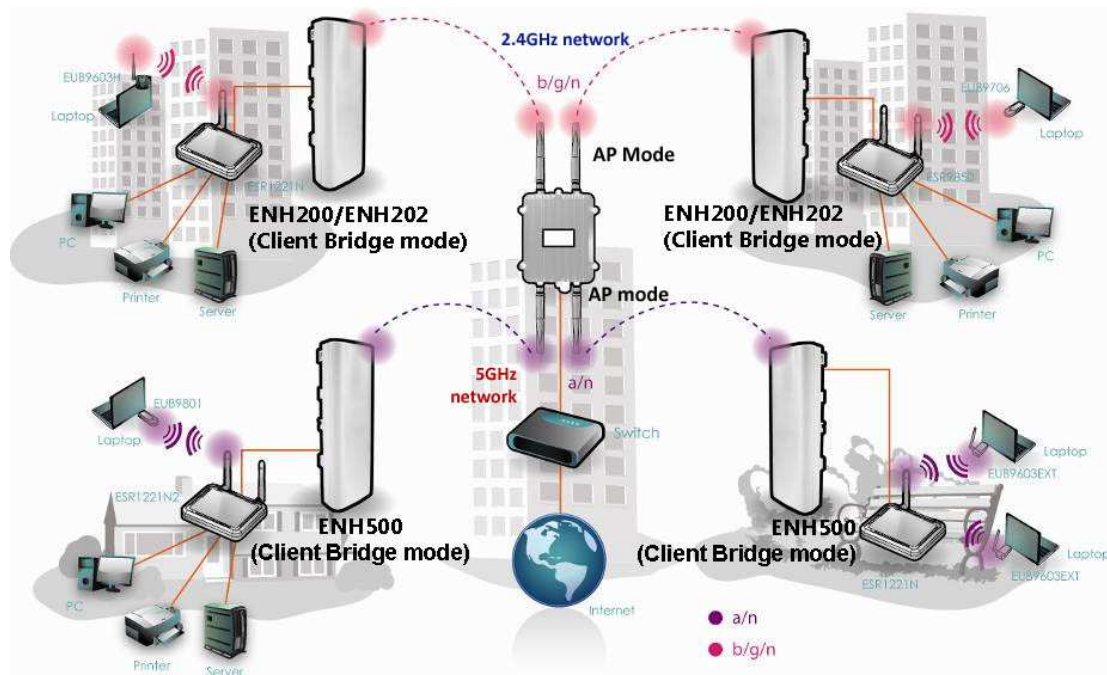 2.4GHz network
b/g/n
AP Mode
EUB9603H
Laptop
ESR1221N
PC
Printer
Server
ENH200/ENH202
(Client Bridge mode)
EUB9706
Laptop
ESR9850
PC
Server
Printer
ENH200/ENH202
(Client Bridge mode)
AP mode
5GHz
network
a/n
Switch
Internet
EUB9801
Laptop
ESR1221N2
PC
Printer
Server
ENH500
(Client Bridge mode)
ENH500
(Client Bridge mode)
Laptop
EUB9603EXT
Laptop
EUB9603EXT
ESR1221N
a/n
b/g/n